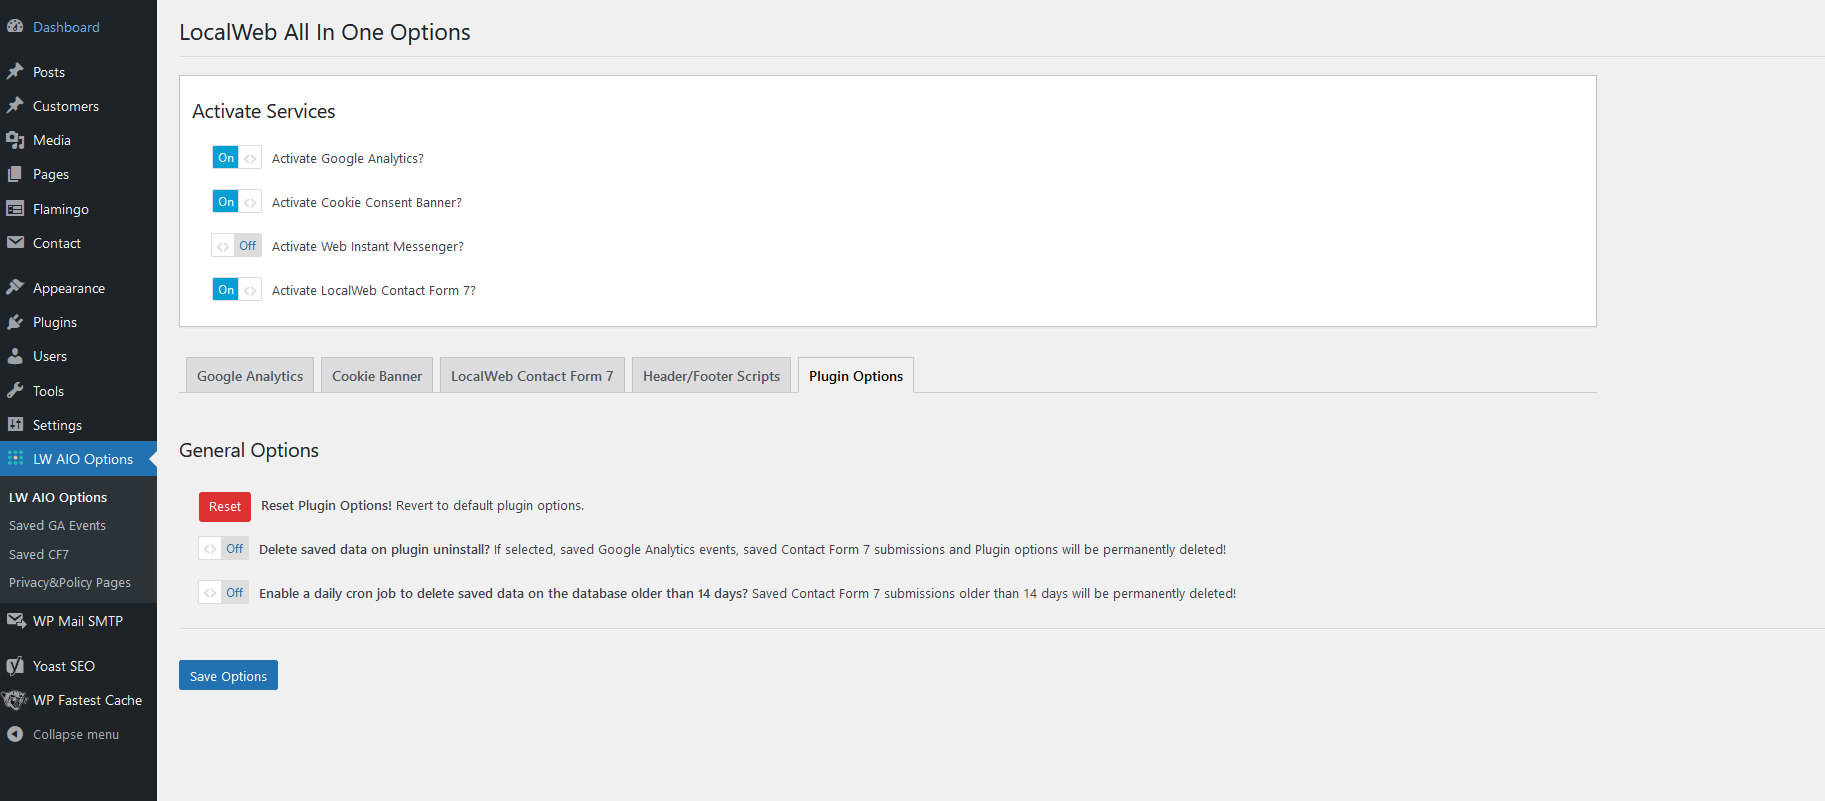 Dashboard
Posts
Customers
Media
Pages
Flamingo
Contact
Appearance
Plugins
Users
Tools
Settings
LW AIO Options
LW AIO Options
Saved GA Events
Saved CF7
Privacy&Policy Pages
WP Mail SMTP
Yoast SEO
WP Fastest Cache
Collapse menu
LocalWeb All In One Options
Activate Services
On Activate Google Analytics?
On Activate Cookie Consent Banner?
Off Activate Web Instant Messenger?
On Activate LocalWeb Contact Form 7?
Google Analytics Cookie Banner LocalWeb Contact Form 7 Header/Footer Scripts Plugin Options
General Options
Reset Reset Plugin Options! Revert to default plugin options.
Off Delete saved data on plugin uninstall? If selected, saved Google Analytics events, saved Contact Form 7 submissions and Plugin options will be permanently deleted!
Off Enable a daily cron job to delete saved data on the database older than 14 days? Saved Contact Form 7 submissions older than 14 days will be permanently deleted!
Save Options